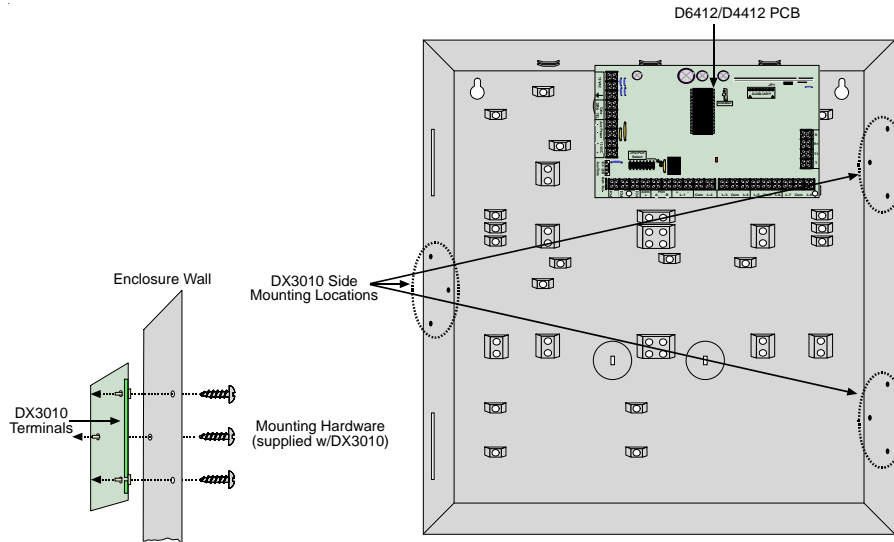 D6412/D4412 PCB
Enclosure Wall
DX3010 Side
Mounting Locations
DX3010
Terminals
Mounting Hardware
(supplied w/DX3010)